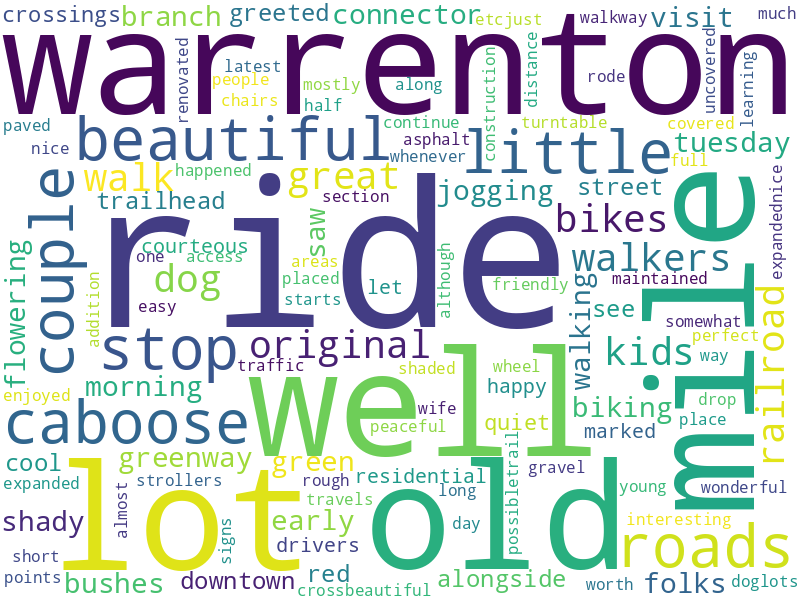 crossings
branch
greeted
connector
etcjust
walkway
visit
much
warrenton
renovated
latest
people
chairs
mostly
half
along
construction
distance
rode
uncovered
learning
paved
nice
beautiful
continue
asphalt
whenever
little
turntable
covered
full
tuesday
couple
walk
happened
great
section
jogging
street
trailhead
ride
mile
saw
bikes
expandednice
flowering
courteous
one
access
dog
areas
placed
starts
let
although
friendly
walkers
walking
maintained
see
addition
easy
stop
original
traffic
kids
somewhat
perfect
way
railroad
enjoyed
morning
well
shaded
wheel
happy
wife
peaceful
quiet
biking
marked
drop
place
caboose
cool
expanded
greenway
green
lot
old
strollers
rough
travels
residential
long
day
possibletrail
gravel
young
wonderful
shady
almost
signs
early
drivers
interesting
roads
short
points
bushes
downtown
red
crossbeautiful
alongside
worth
folks
doglots